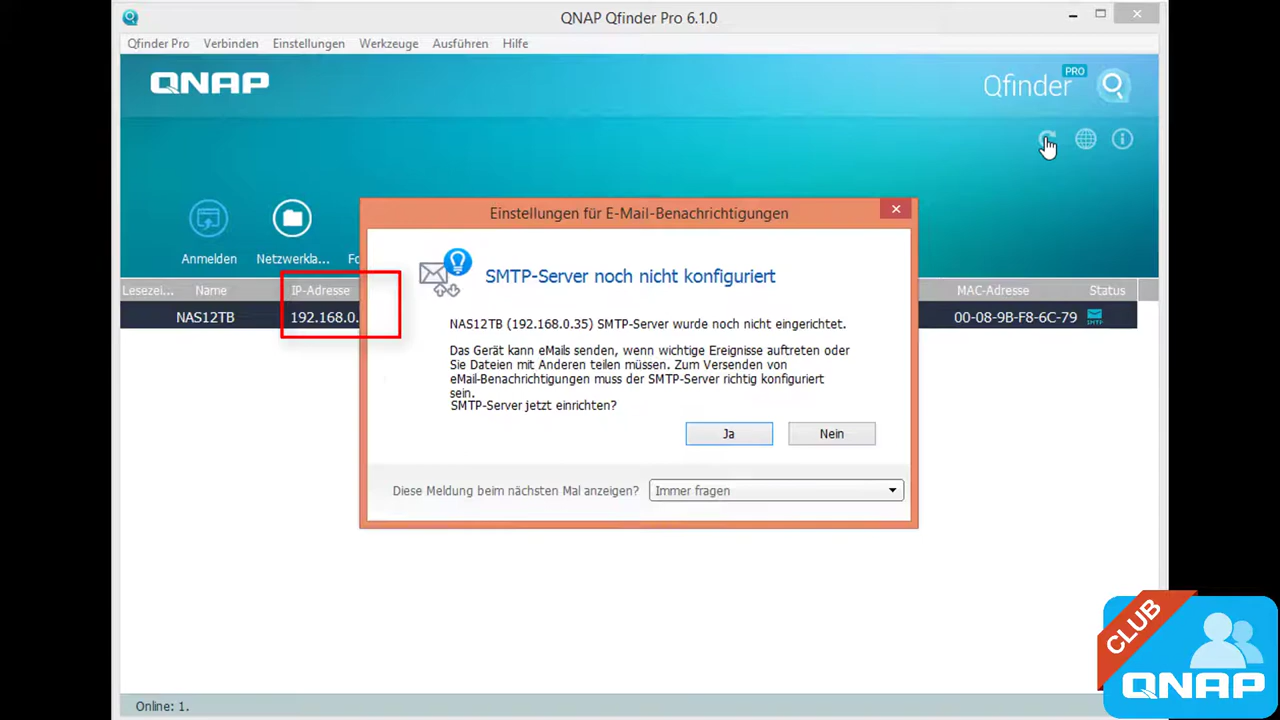 QNAP Qfinder Pro 6.1.0
Qfinder Pro Verbinden Einstellungen Werkzeuge Ausführen Hilfe
QNAP
Qfinder PRO
Anmelden Netzwerkla... Fo
Lesezei... Name IP-Adresse MAC-Adresse Status
NAS12TB 192.168.0. 00-08-9B-F8-6C-79 SMTP
Einstellungen für E-Mail-Benachrichtigungen
SMTP-Server noch nicht konfiguriert
NAS12TB (192.168.0.35) SMTP-Server wurde noch nicht eingerichtet.
Das Gerät kann eMails senden, wenn wichtige Ereignisse auftreten oder
Sie Dateien mit Anderen teilen müssen. Zum Versenden von
eMail-Benachrichtigungen muss der SMTP-Server richtig konfiguriert
sein.
SMTP-Server jetzt einrichten?
Ja Nein
Diese Meldung beim nächsten Mal anzeigen? Immer fragen
Online: 1.
CLUB
QNAP